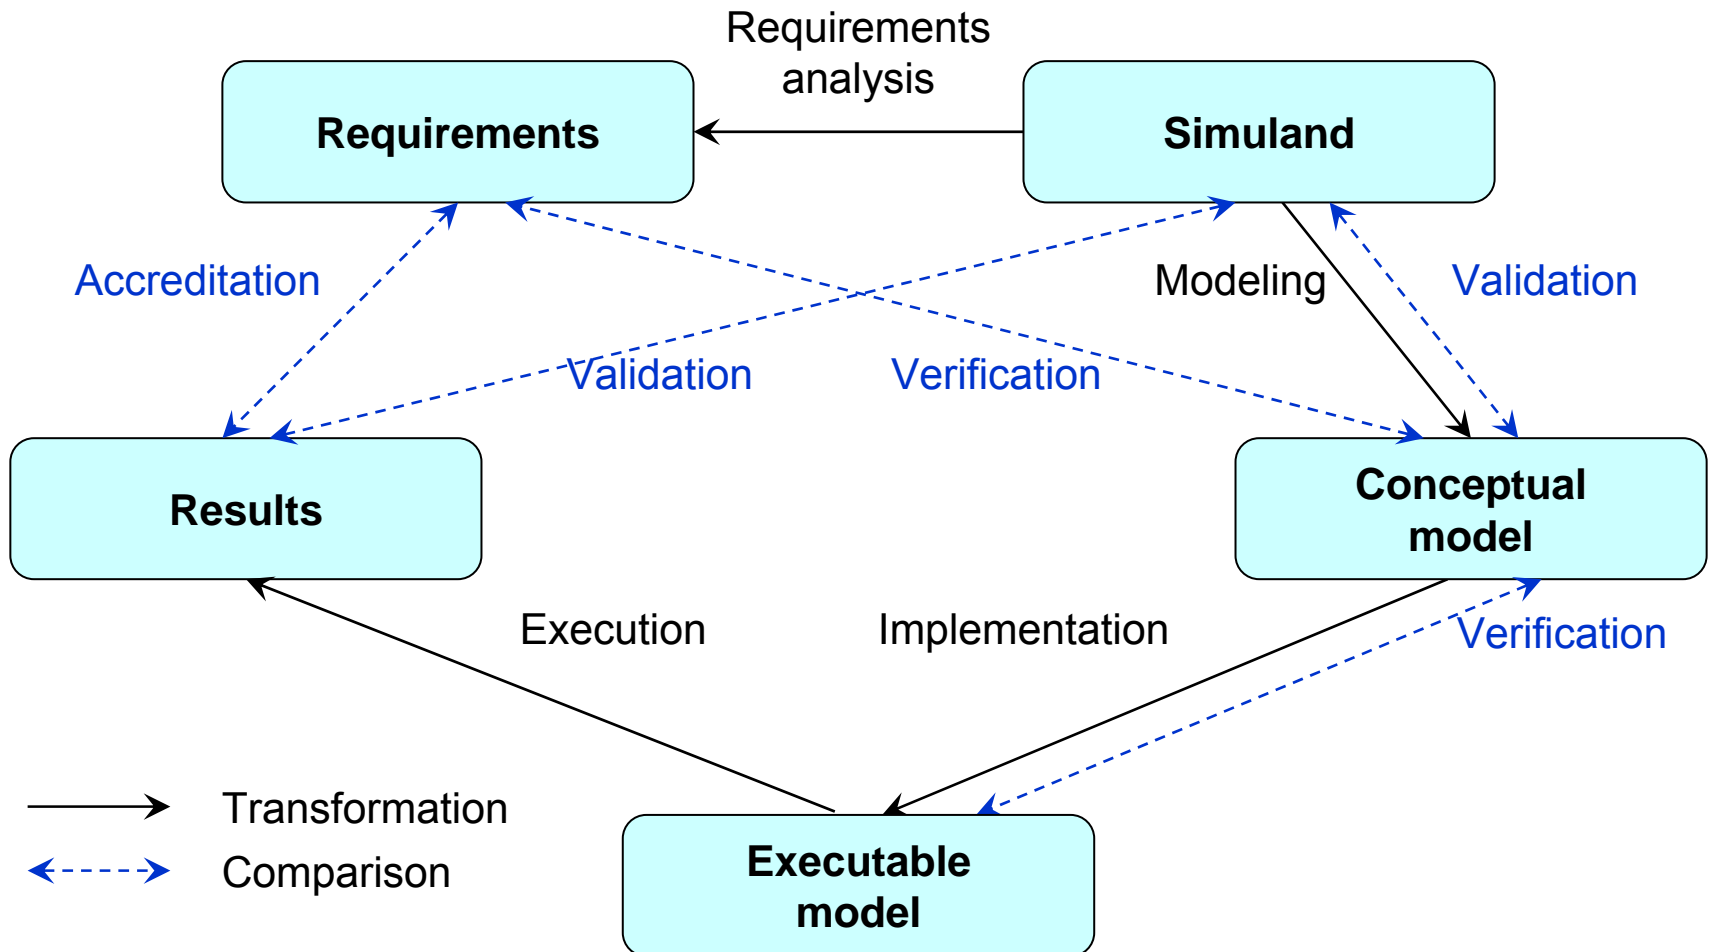 Requirements
analysis
Requirements
Simuland
Accreditation
Modeling
Validation
Validation
Verification
Results
Conceptual
model
Execution
Implementation
Verification
Transformation
Comparison
Executable
model